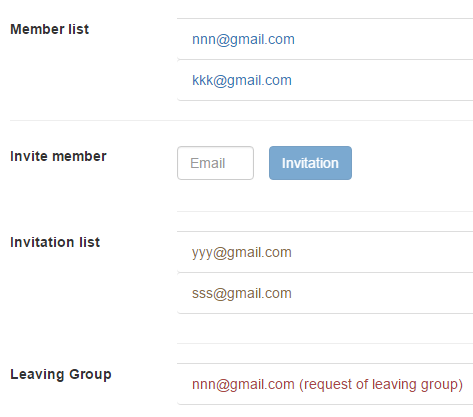 Member list
nnn@gmail.com
kkk@gmail.com
Invite member
Email
Invitation
Invitation list
yyy@gmail.com
sss@gmail.com
Leaving Group
nnn@gmail.com (request of leaving group)